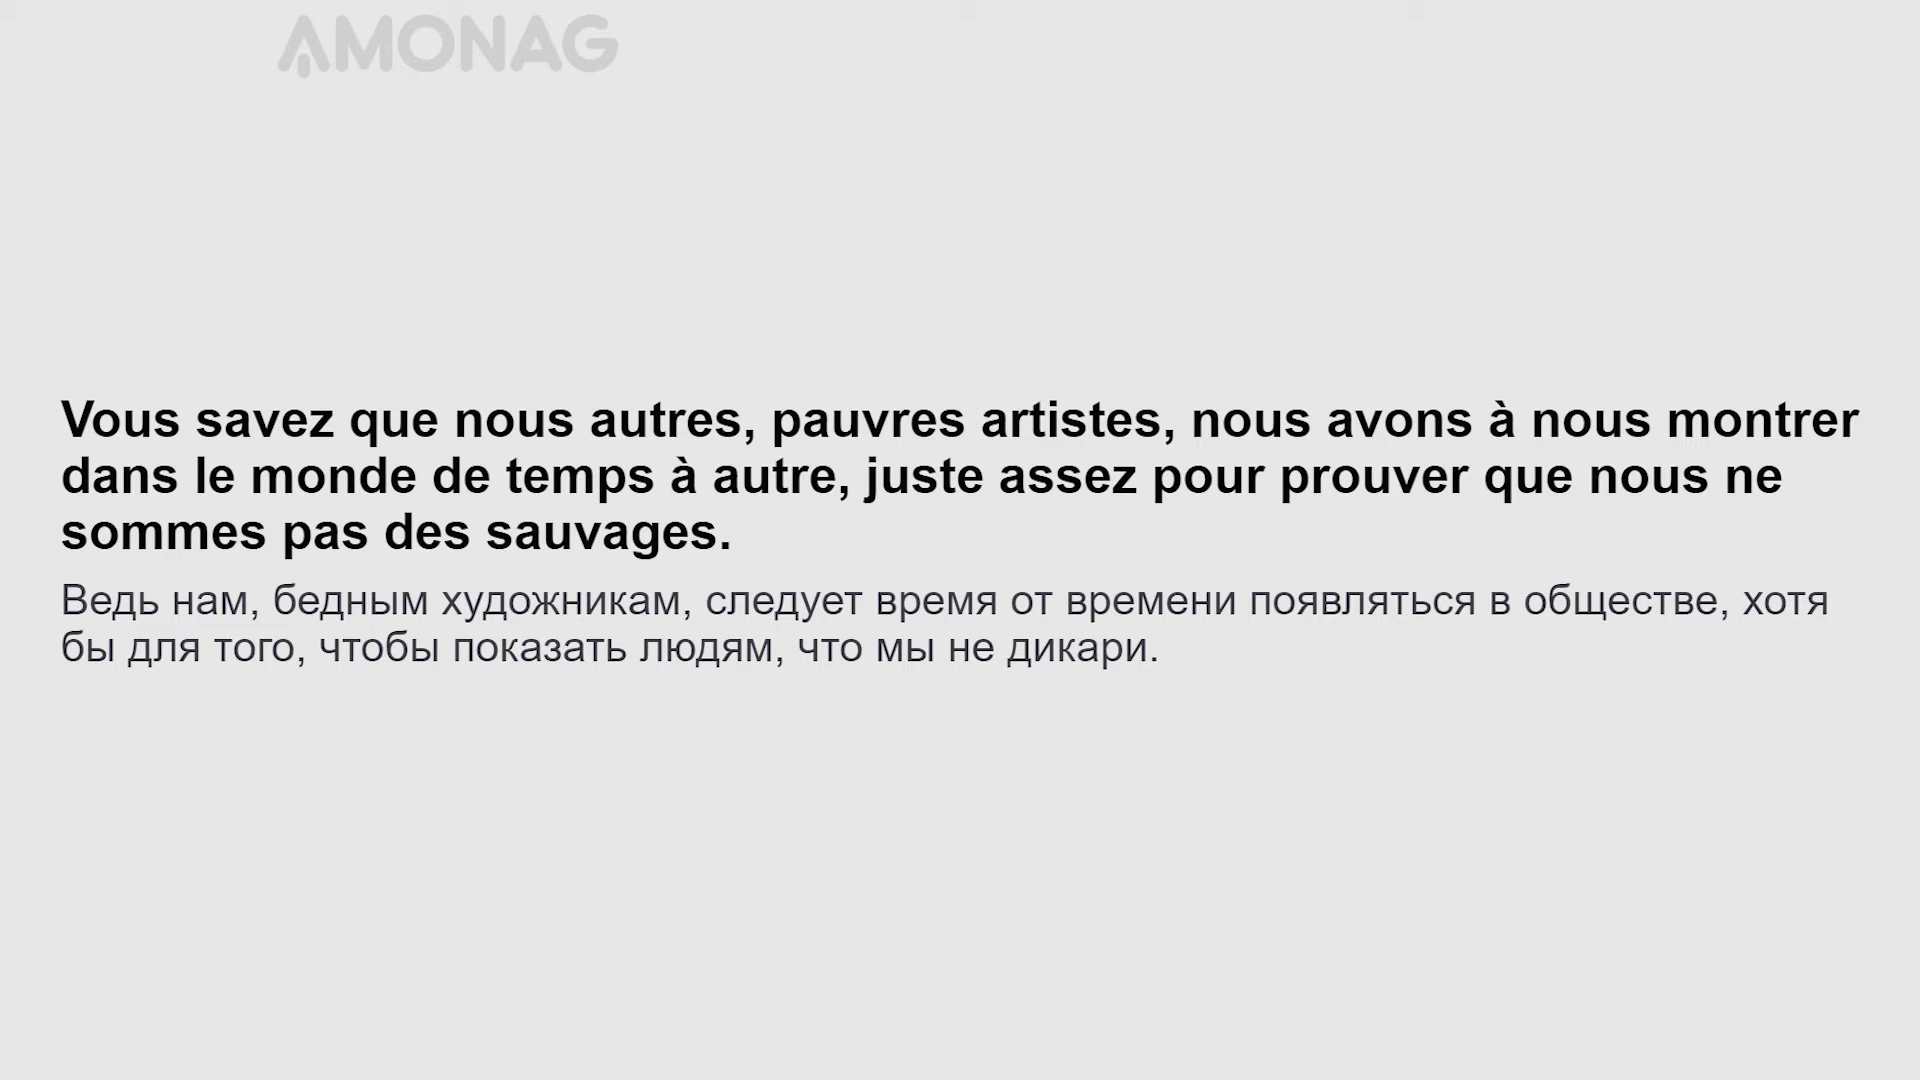 AMONAG
Vous savez que nous autres, pauvres artistes, nous avons à nous montrer
dans le monde de temps à autre, juste assez pour prouver que nous ne
sommes pas des sauvages.
Ведь нам, бедным художникам, следует время от времени появляться в обществе, хотя
бы для того, чтобы показать людям, что мы не дикари.